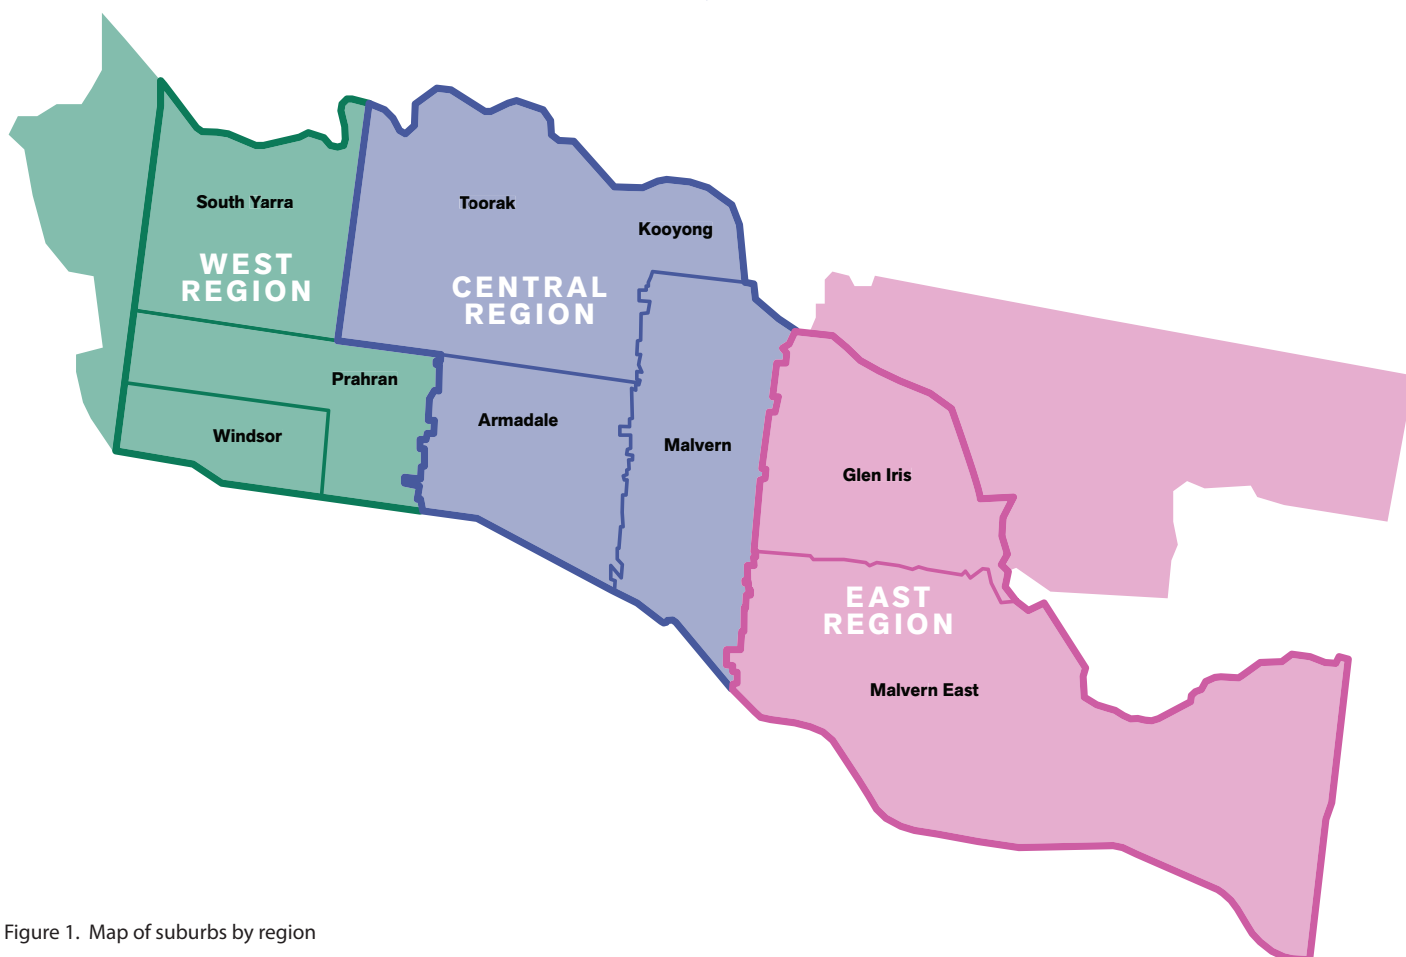 South Yarra
WEST
REGION
Prahran
Windsor
Toorak
Kooyong
CENTRAL
REGION
Armadale
Malvern
Glen Iris
EAST
REGION
Malvern East
Figure 1. Map of suburbs by region